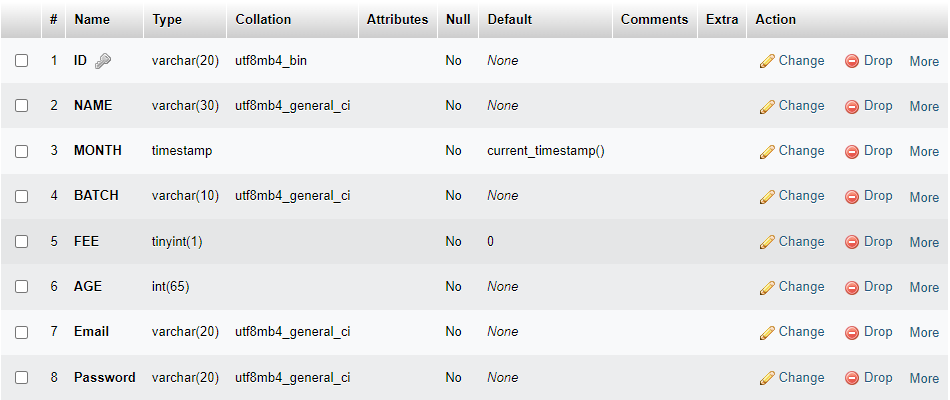 # Name Type Collation Attributes Null Default Comments Extra Action
1 ID varchar(20) utf8mb4_bin No None Change Drop More
2 NAME varchar(30) utf8mb4_general_ci No None Change Drop More
3 MONTH timestamp No current_timestamp() Change Drop More
4 BATCH varchar(10) utf8mb4_general_ci No None Change Drop More
5 FEE tinyint(1) No 0 Change Drop More
6 AGE int(65) No None Change Drop More
7 Email varchar(20) utf8mb4_general_ci No None Change Drop More
8 Password varchar(20) utf8mb4_general_ci No None Change Drop More